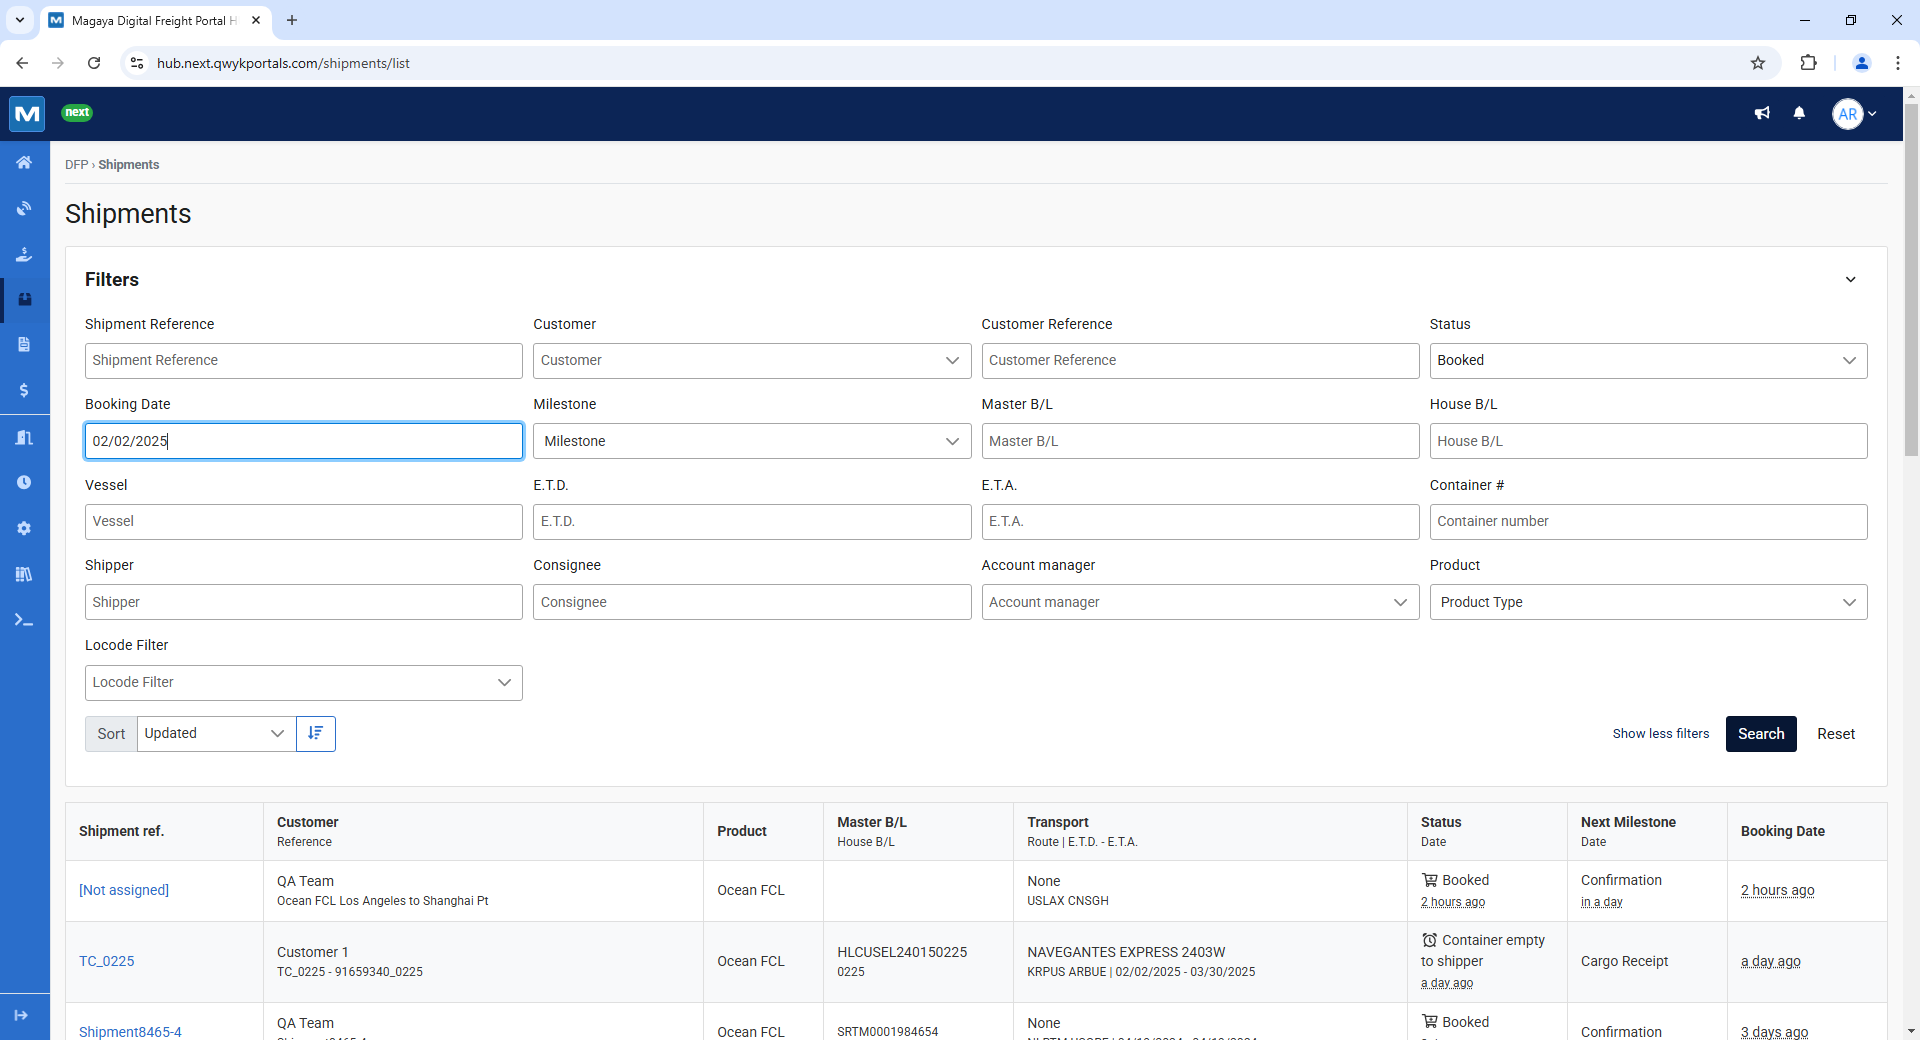 Magaya Digital Freight Portal H
hub.next.qwykportals.com/shipments/list
M next AR
DFP › Shipments
Shipments
Filters
Shipment Reference Customer Customer Reference Status
Shipment Reference Customer Customer Reference Booked
Booking Date Milestone Master B/L House B/L
02/02/2025 Milestone Master B/L House B/L
Vessel E.T.D. E.T.A. Container #
Vessel E.T.D. E.T.A. Container number
Shipper Consignee Account manager Product
Shipper Consignee Account manager Product Type
Locode Filter
Locode Filter
Sort Updated Show less filters Search Reset
Shipment ref. Customer Product Master B/L Transport Status Next Milestone Booking Date
Reference House B/L Route | E.T.D. - E.T.A. Date Date
[Not assigned] QA Team Ocean FCL None Booked Confirmation 2 hours ago
Ocean FCL Los Angeles to Shanghai Pt USLAX CNSGH 2 hours ago in a day
TC_0225 Customer 1 Ocean FCL HLCUSEL240150225 NAVEGANTES EXPRESS 2403W Container empty to shipper Cargo Receipt a day ago
TC_0225 - 91659340_0225 0225 KRPUS ARBUE | 02/02/2025 - 03/30/2025 a day ago
Shipment8465-4 QA Team Ocean FCL SRTM0001984654 None Booked Confirmation 3 days ago